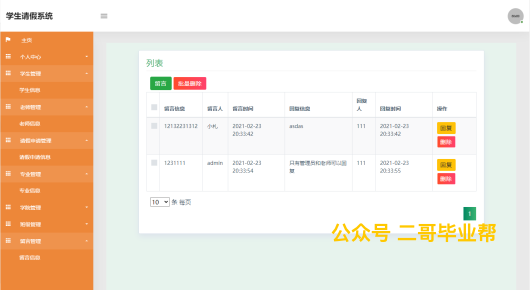 学生请假系统
主页
个人中心
学生管理
学生信息
老师管理
老师信息
请假申请管理
请假申请信息
专业管理
专业信息
学院管理
班级管理
留言管理
留言信息
列表
留言 批量删除
留言信息 留言人 留言时间 回复信息 回复人 回复时间 操作
12132231312 小礼 2021-02-23 20:33:42 asdas 111 2021-02-23 20:33:42 回复 删除
1231111 admin 2021-02-23 20:33:54 只有管理员和老师可以回复 111 2021-02-23 20:33:55 回复 删除
10 条 每页
1
公众号 二哥毕业帮